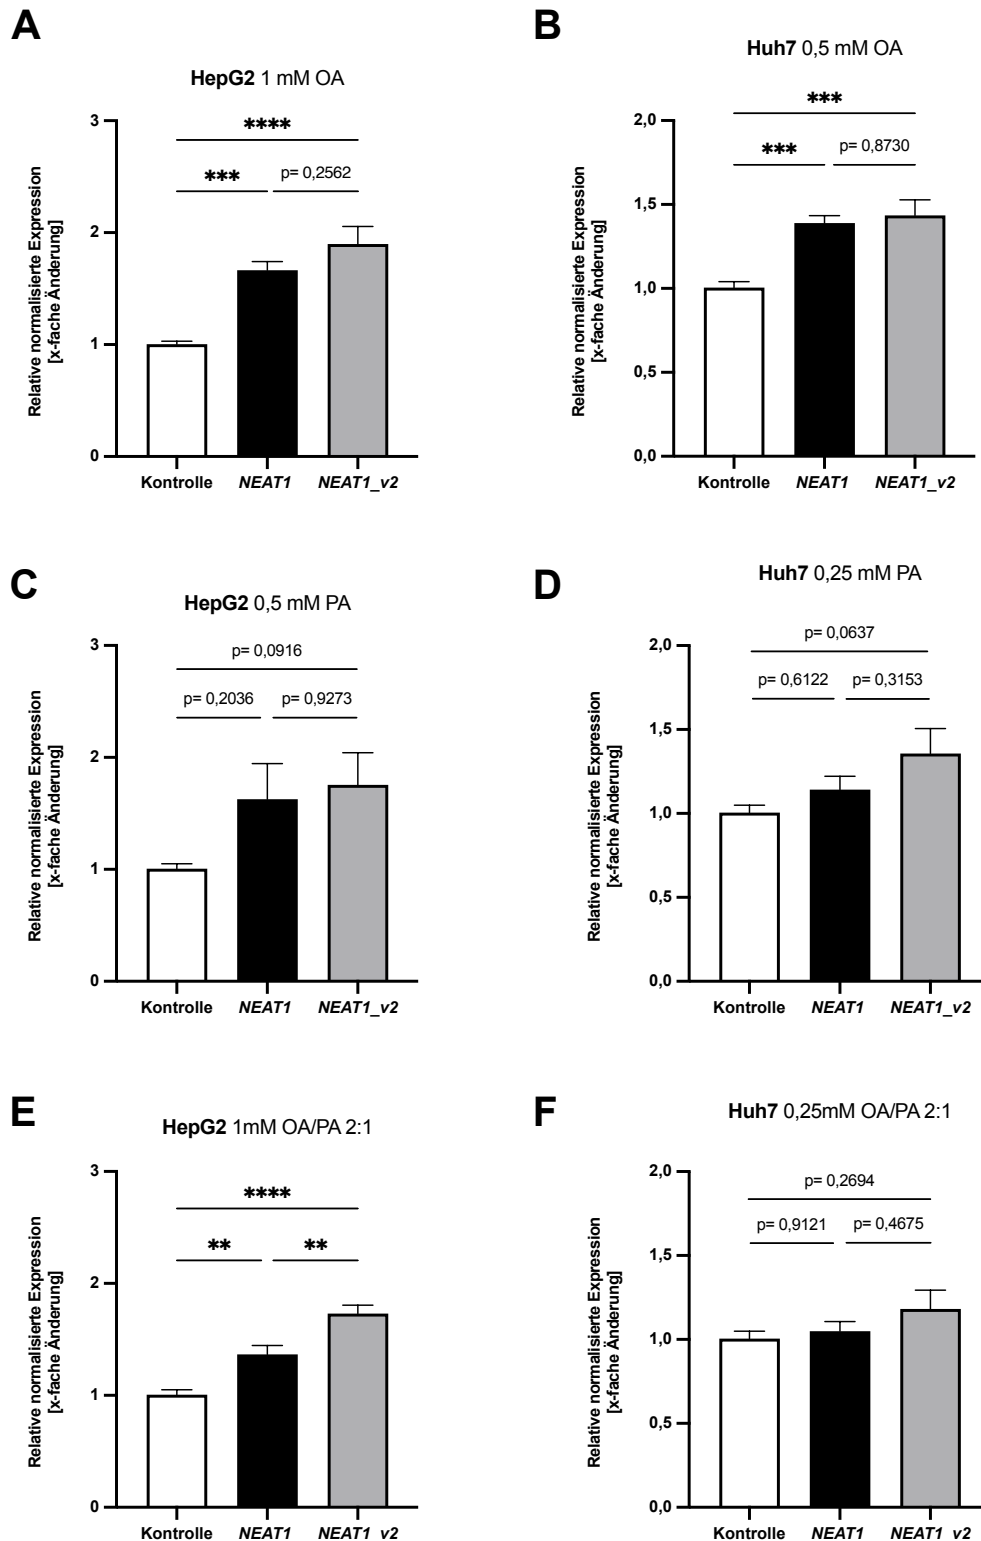 A
HepG2 1 mM OA
Relative normalisierte Expression
[x-fache Änderung]
3
2
1
0
****
***
p= 0,2562
Kontrolle NEAT1 NEAT1_v2
B
Huh7 0,5 mM OA
Relative normalisierte Expression
[x-fache Änderung]
2,0
1,5
1,0
0,5
0,0
***
***
p= 0,8730
Kontrolle NEAT1 NEAT1_v2
C
HepG2 0,5 mM PA
Relative normalisierte Expression
[x-fache Änderung]
3
2
1
0
p= 0,0916
p= 0,2036 p= 0,9273
Kontrolle NEAT1 NEAT1_v2
D
Huh7 0,25 mM PA
Relative normalisierte Expression
[x-fache Änderung]
2,0
1,5
1,0
0,5
0,0
p= 0,0637
p= 0,6122 p= 0,3153
Kontrolle NEAT1 NEAT1_v2
E
HepG2 1mM OA/PA 2:1
Relative normalisierte Expression
[x-fache Änderung]
3
2
1
0
****
** **
Kontrolle NEAT1 NEAT1 v2
F
Huh7 0,25mM OA/PA 2:1
Relative normalisierte Expression
[x-fache Änderung]
2,0
1,5
1,0
0,5
0,0
p= 0,2694
p= 0,9121 p= 0,4675
Kontrolle NEAT1 NEAT1 v2